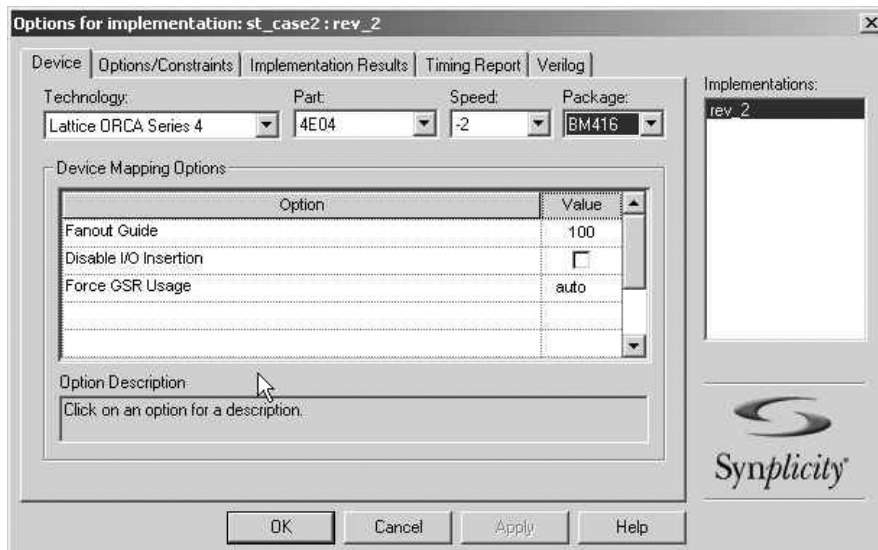 Options for implementation: st_case2 : rev_2
Device Options/Constraints Implementation Results Timing Report Verilog
Technology: Part: Speed: Package:
Lattice ORCA Series 4 4E04 -2 BM416
Device Mapping Options
Option Value
Fanout Guide 100
Disable I/O Insertion
Force GSR Usage auto
Option Description
Click on an option for a description.
Implementations:
rev_2
Synplicity®
OK Cancel Apply Help